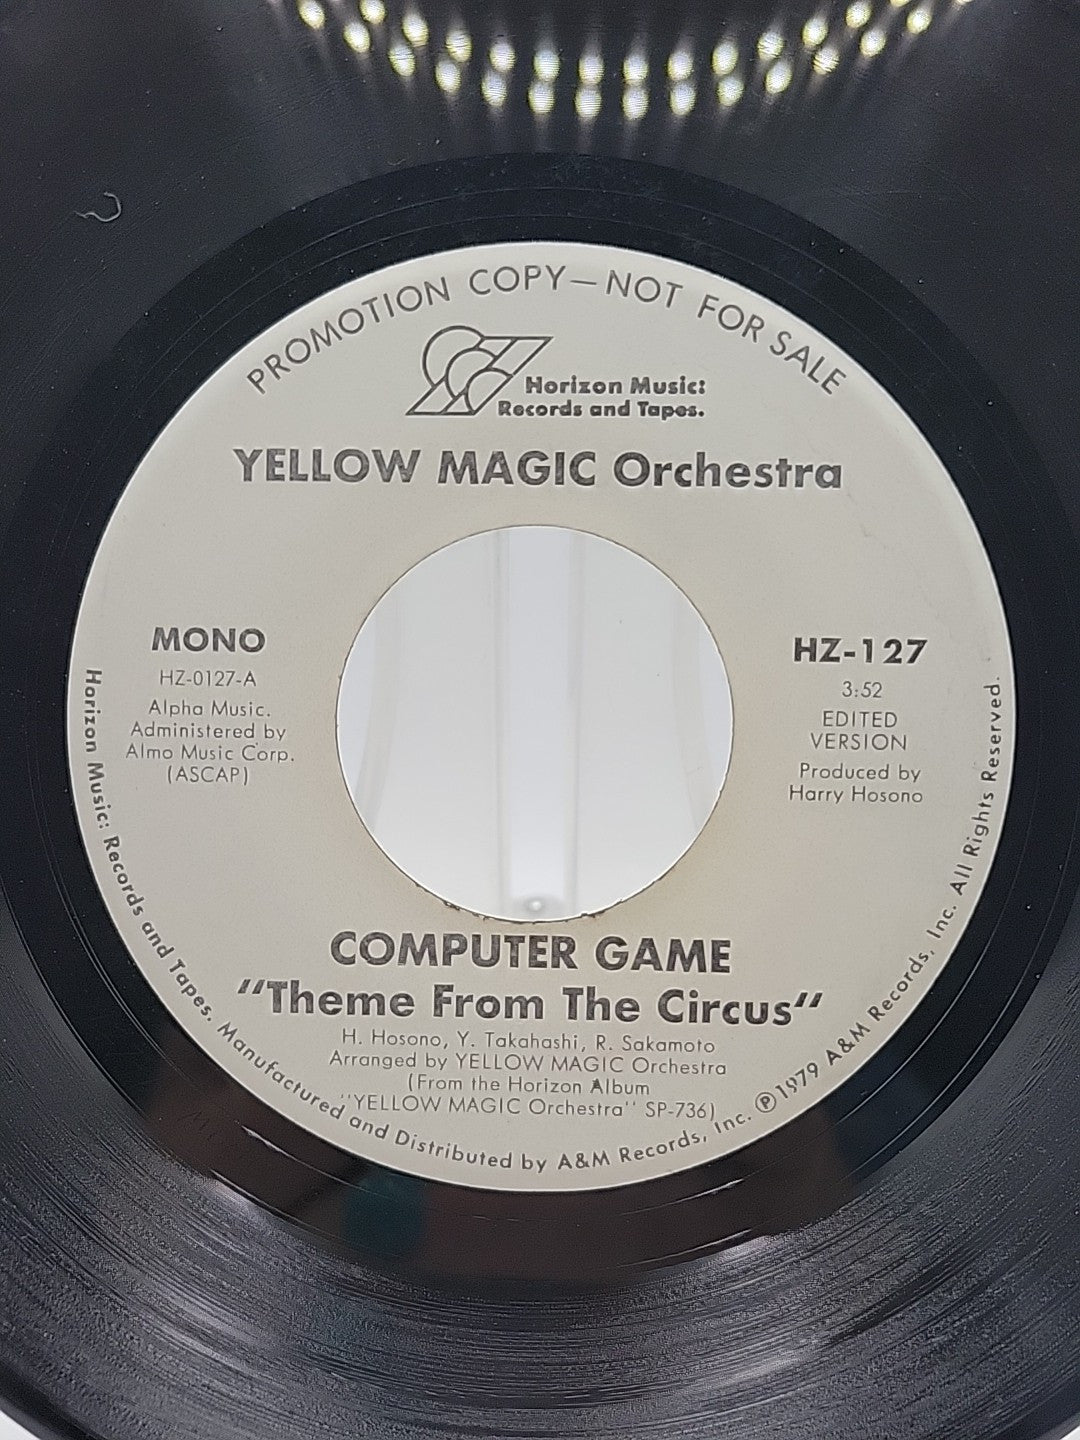 PROMOTION COPY—NOT FOR SALE
Horizon Music:
Records and Tapes.
YELLOW MAGIC Orchestra
MONO
HZ-0127-A
Alpha Music.
Administered by
Almo Music Corp.
(ASCAP)
HZ-127
3:52
EDITED
VERSION
Produced by
Harry Hosono
COMPUTER GAME
"Theme From The Circus"
H. Hosono, Y. Takahashi, R. Sakamoto
Arranged by YELLOW MAGIC Orchestra
(From the Horizon Album
"YELLOW MAGIC Orchestra" SP-736)
Horizon Music: Records and Tapes. Manufactured and Distributed by A&M Records, Inc. ℗1979 A&M Records, Inc. All Rights Reserved.